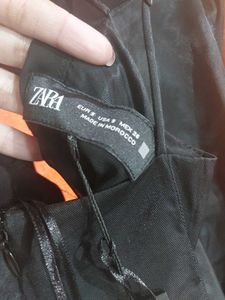 ZARA
EUR S USA S MEX 26
MADE IN MOROCCO